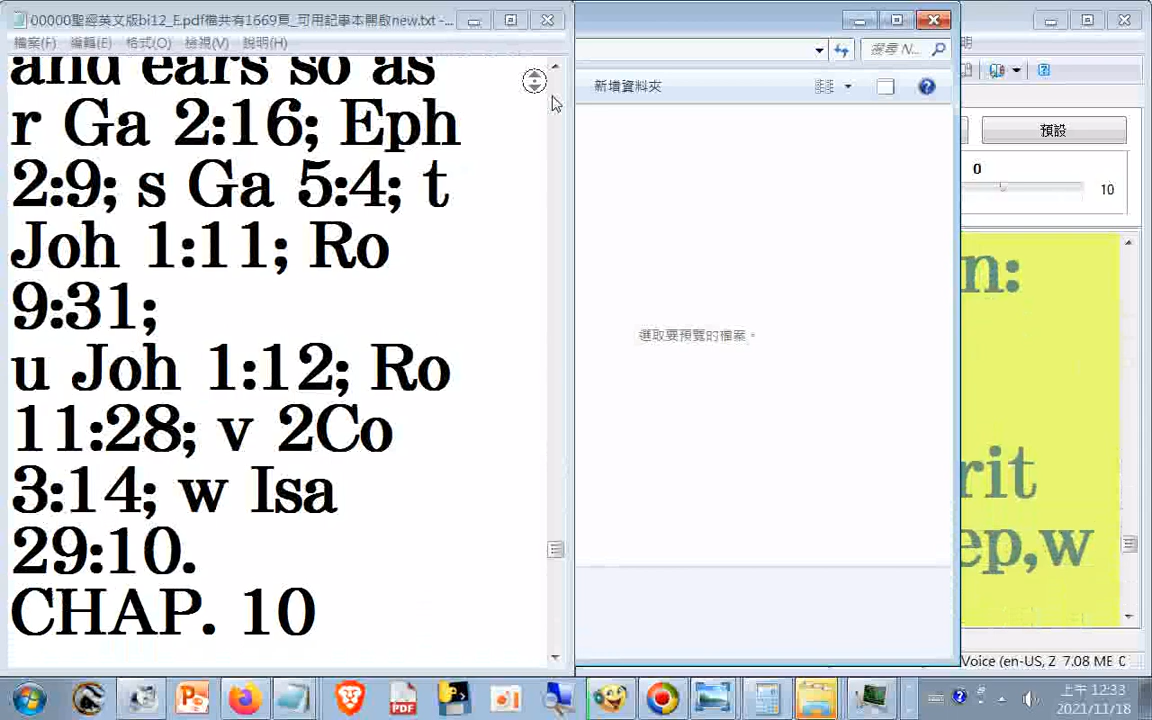 00000聖經英文版bi12_E.pdf檔共有1669頁_可用記事本開啟new.txt -...
檔案(F) 編輯(E) 格式(O) 檢視(V) 說明(H)
and ears so as
r Ga 2:16; Eph
2:9; s Ga 5:4; t
Joh 1:11; Ro
9:31;
u Joh 1:12; Ro
11:28; v 2Co
3:14; w Isa
29:10.
CHAP. 10
搜尋 N...
新增資料夾
選取要預覽的檔案。
明
預設
0
10
n:
rit
ep,w
Voice (en-US, Z 7.08 ME C
PDF
上午 12:33
2021/11/18